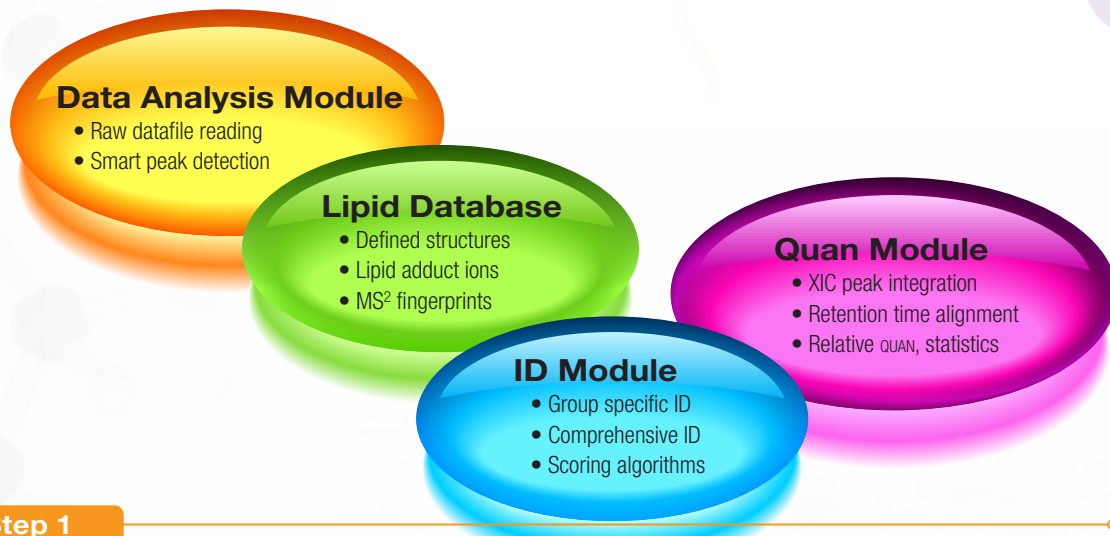 Data Analysis Module
• Raw datafile reading
• Smart peak detection
Lipid Database
• Defined structures
• Lipid adduct ions
• MS² fingerprints
Quan Module
• XIC peak integration
• Retention time alignment
• Relative QUAN, statistics
ID Module
• Group specific ID
• Comprehensive ID
• Scoring algorithms
Step 1